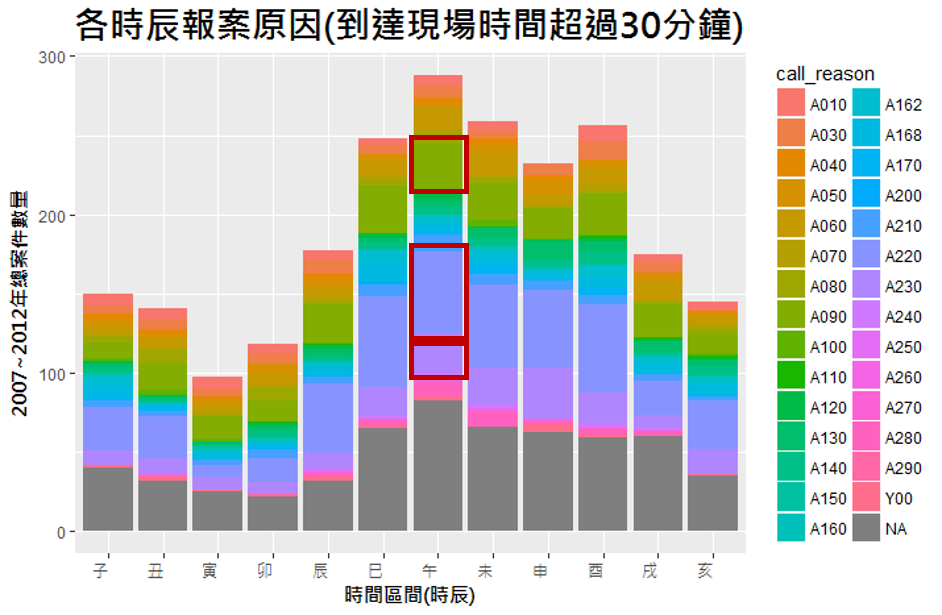 各時辰報案原因(到達現場時間超過30分鐘)
300
200
100
0
2007~2012年總案件數量
子 丑 寅 卯 辰 巳 午 未 申 酉 戌 亥
時間區間(時辰)
call_reason
A010 A162
A030 A168
A040 A170
A050 A200
A060 A210
A070 A220
A080 A230
A090 A240
A100 A250
A110 A260
A120 A270
A130 A280
A140 A290
A150 Y00
A160 NA